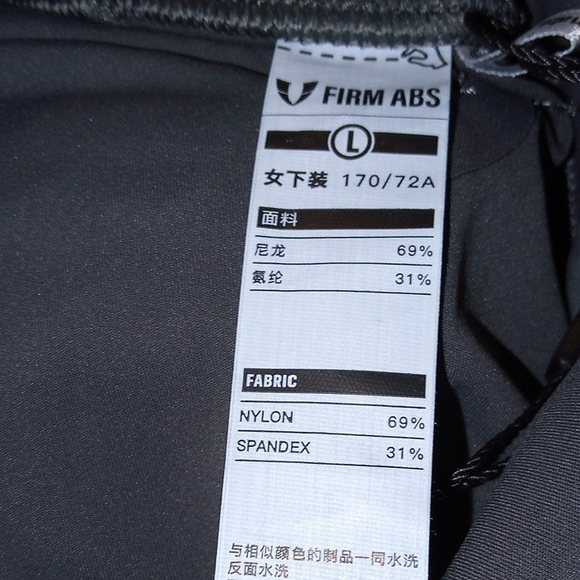 FIRM ABS
L
女下装 170/72A
面料
尼龙 69%
氨纶 31%
FABRIC
NYLON 69%
SPANDEX 31%
与相似颜色的制品一同水洗
反面水洗